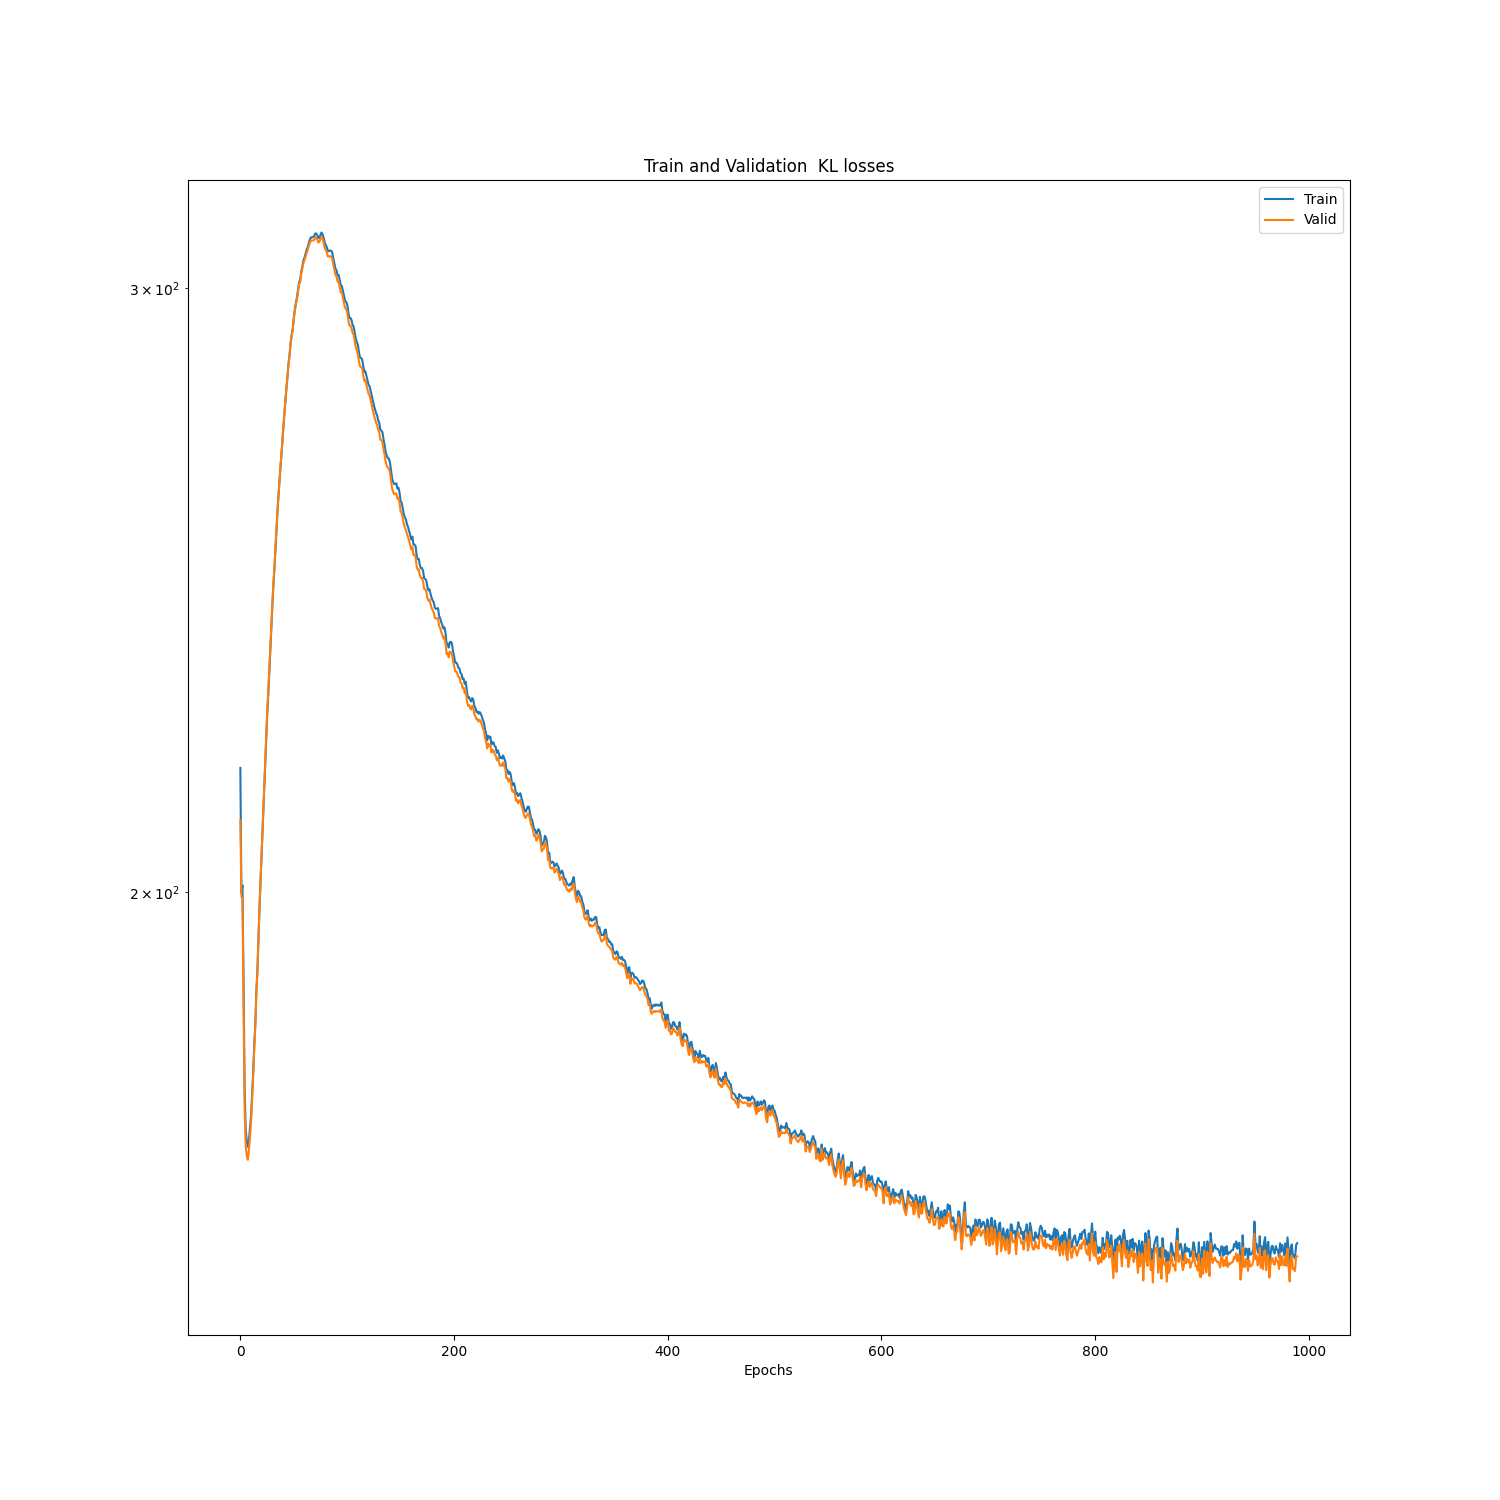 Train and Validation  KL losses
Train
Valid
3 × 10²
2 × 10²
0 200 400 600 800 1000
Epochs